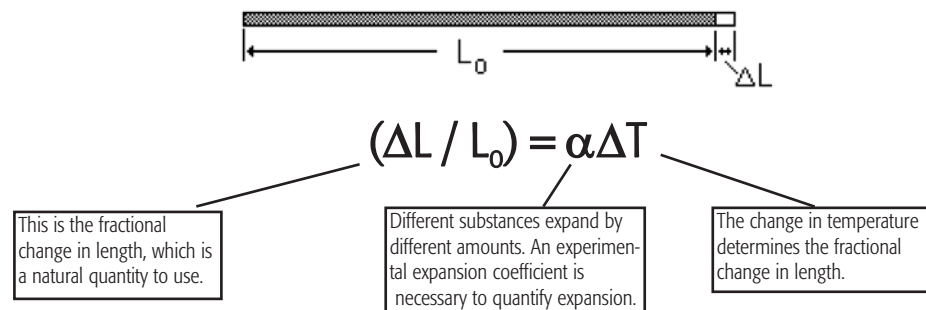 L₀
ΔL
(ΔL / L₀) = αΔT
This is the fractional
change in length, which is
a natural quantity to use.
Different substances expand by
different amounts. An experimen-
tal expansion coefficient is
necessary to quantify expansion.
The change in temperature
determines the fractional
change in length.